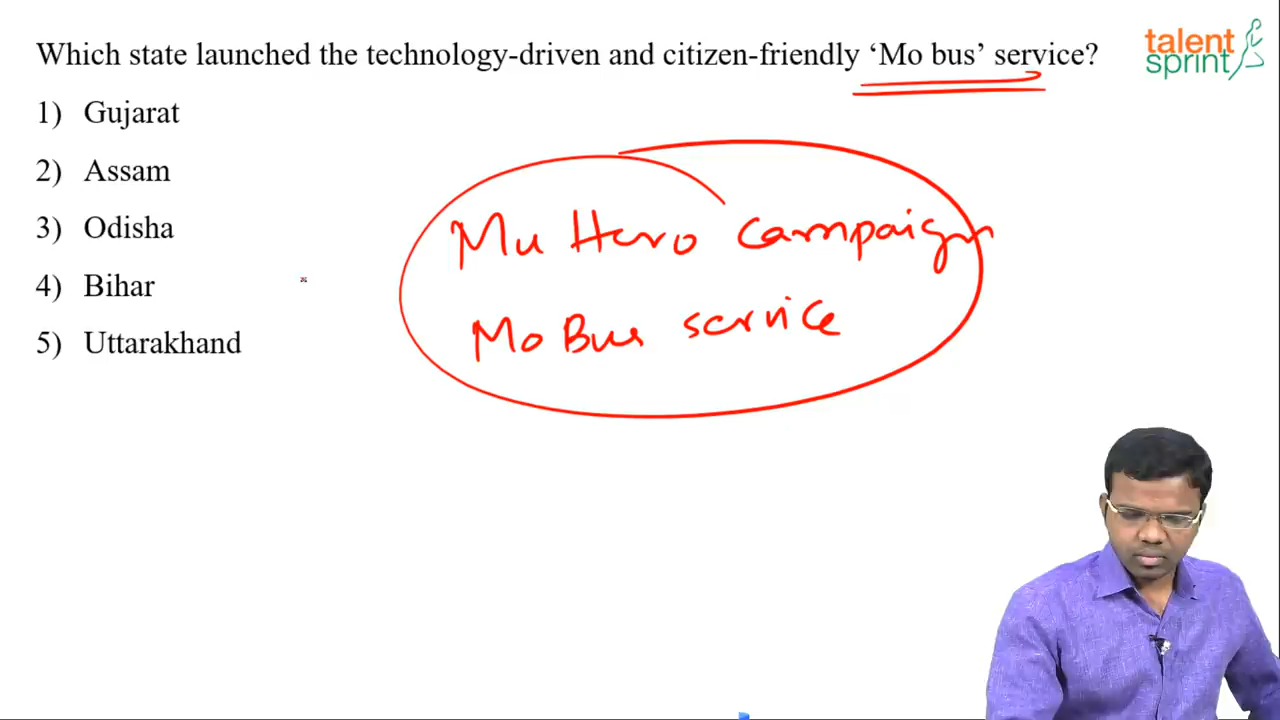 Which state launched the technology-driven and citizen-friendly ‘Mo bus’ service?
talent
sprint
1) Gujarat
2) Assam
3) Odisha
4) Bihar
5) Uttarakhand
Mu Hero campaign
Mo Bus service